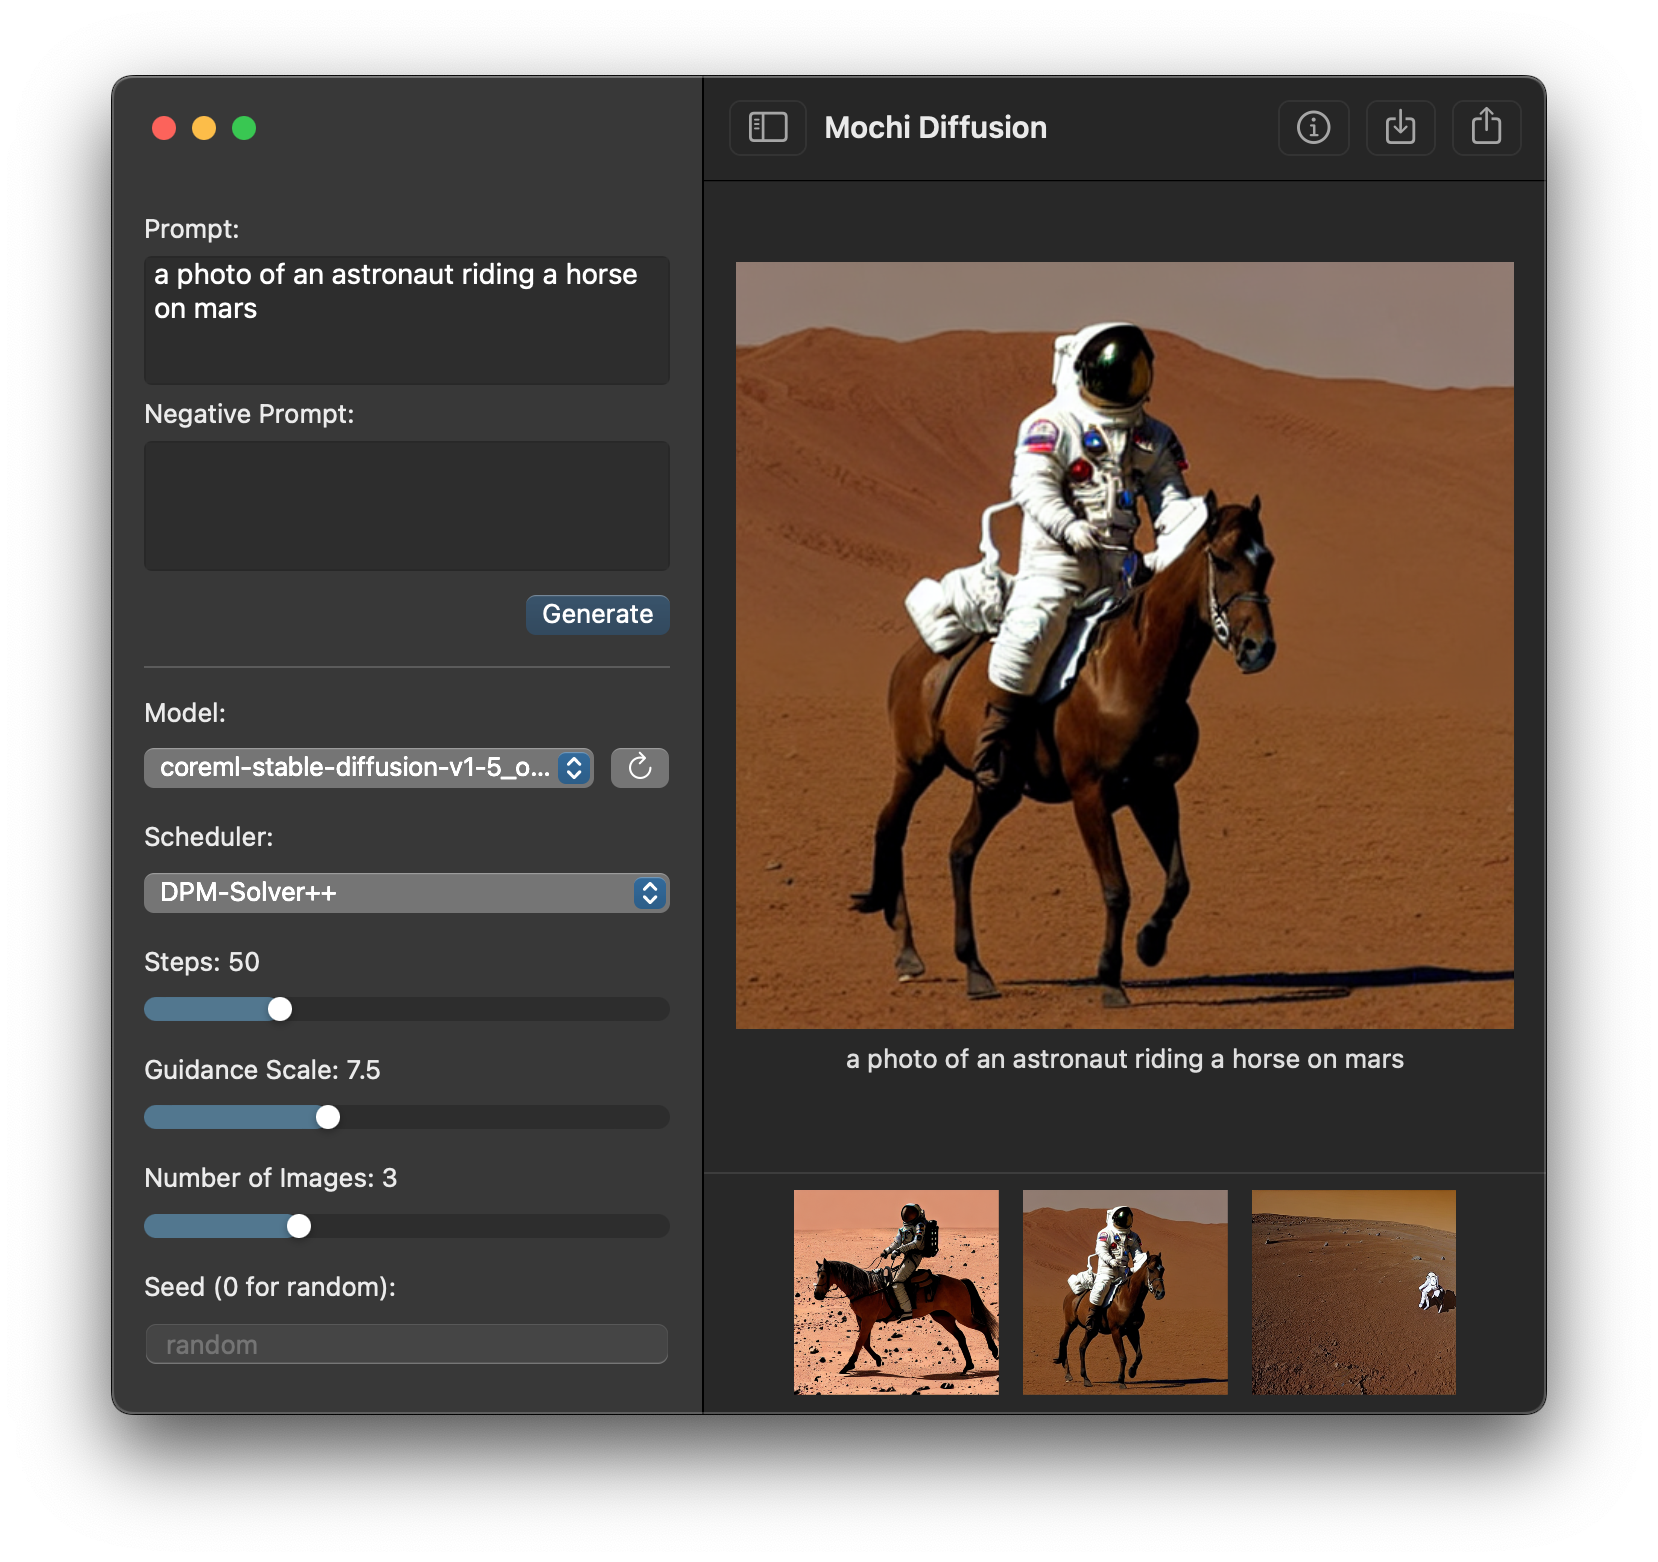 Mochi Diffusion
Prompt:
a photo of an astronaut riding a horse
on mars
Negative Prompt:
Generate
Model:
coreml-stable-diffusion-v1-5_o...
Scheduler:
DPM-Solver++
Steps: 50
Guidance Scale: 7.5
Number of Images: 3
Seed (0 for random):
random
a photo of an astronaut riding a horse on mars